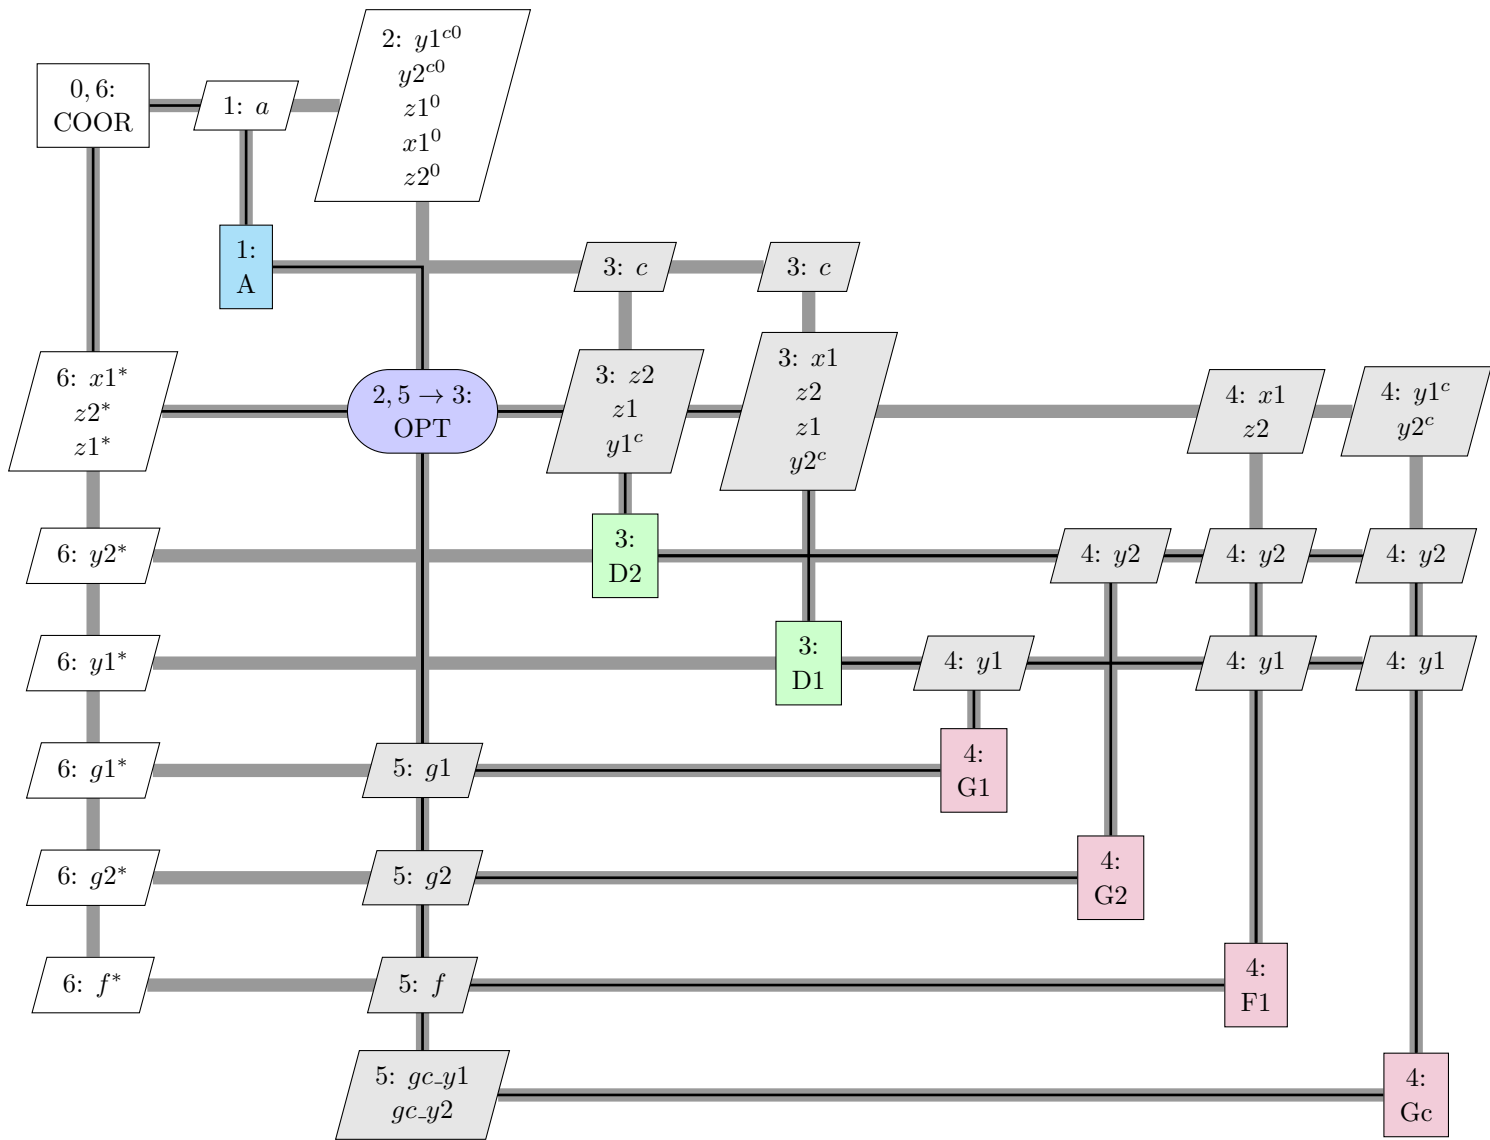 0, 6:
COOR
1: a
2: y1^{c0}
y2^{c0}
z1^0
x1^0
z2^0
1:
A
3: c
3: c
6: x1*
z2*
z1*
2, 5 → 3:
OPT
3: z2
z1
y1^c
3: x1
z2
z1
y2^c
4: x1
z2
4: y1^c
y2^c
6: y2*
3:
D2
4: y2
4: y2
4: y2
6: y1*
3:
D1
4: y1
4: y1
4: y1
6: g1*
5: g1
4:
G1
6: g2*
5: g2
4:
G2
6: f*
5: f
4:
F1
5: gc_y1
gc_y2
4:
Gc